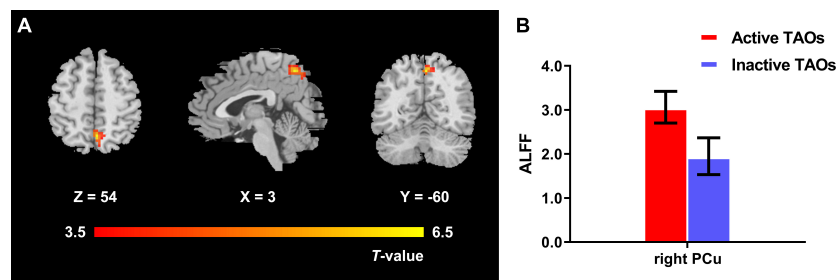 A
Z = 54
X = 3
Y = -60
3.5
6.5
T-value
B
Active TAOs
Inactive TAOs
4.0
3.0
2.0
1.0
0.0
ALFF
right PCu